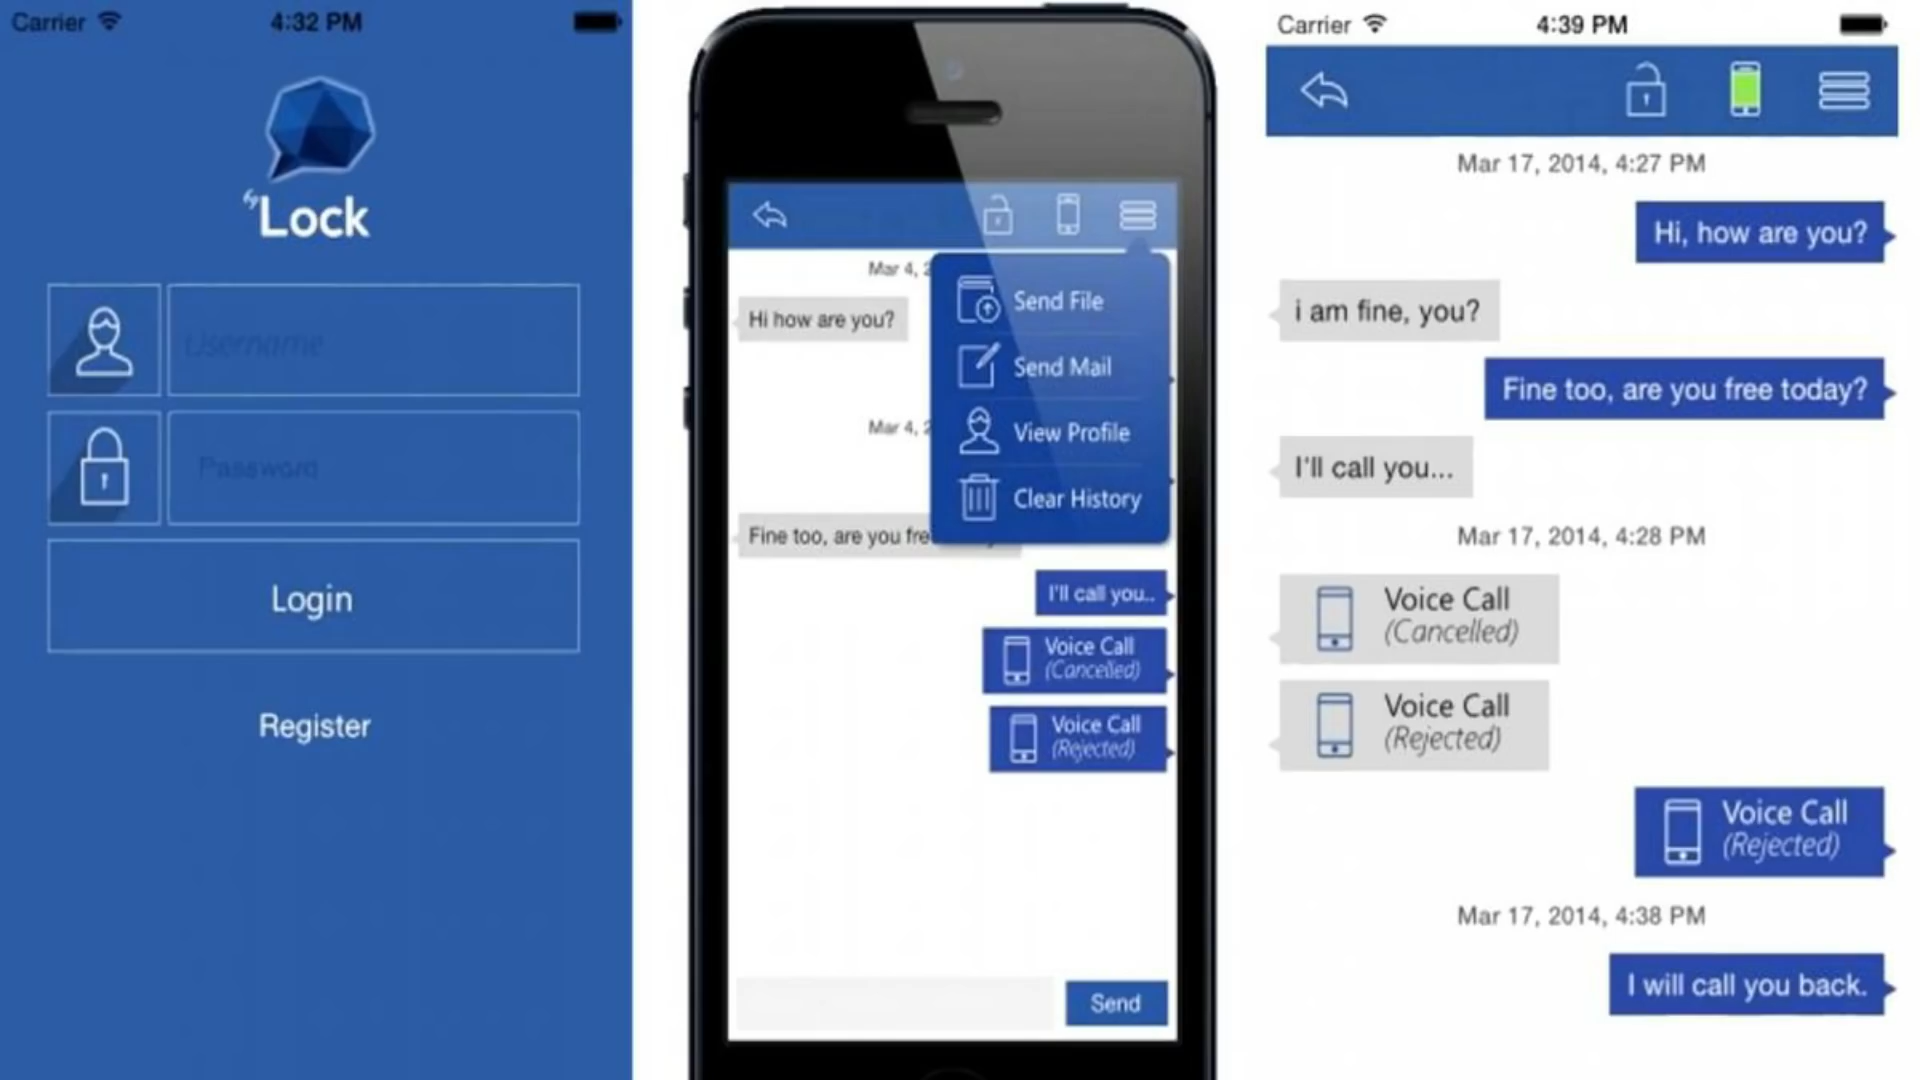 Carrier 4:32 PM
by Lock
Username
Password
Login
Register
Mar 4, 2
Hi how are you?
Send File
Send Mail
View Profile
Clear History
Mar 4, 2
Fine too, are you fre
I'll call you..
Voice Call
(Cancelled)
Voice Call
(Rejected)
Send
Carrier 4:39 PM
Mar 17, 2014, 4:27 PM
Hi, how are you?
i am fine, you?
Fine too, are you free today?
I'll call you...
Mar 17, 2014, 4:28 PM
Voice Call
(Cancelled)
Voice Call
(Rejected)
Voice Call
(Rejected)
Mar 17, 2014, 4:38 PM
I will call you back.